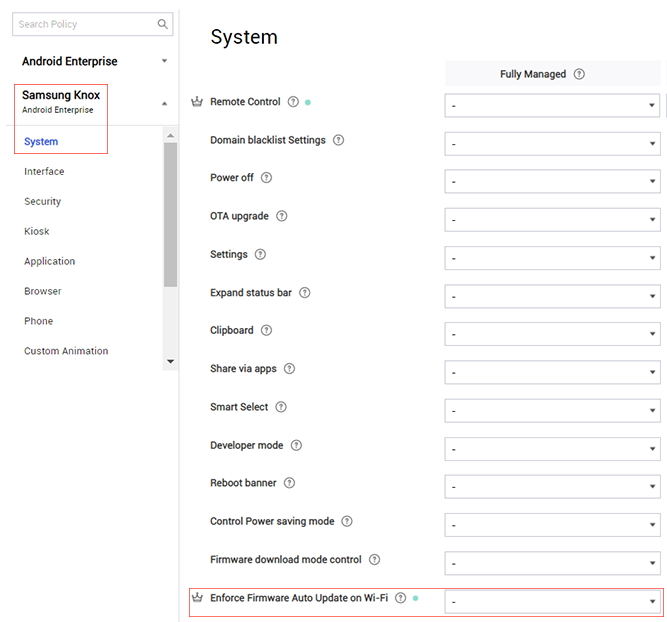 Search Policy
Android Enterprise
Samsung Knox
Android Enterprise
System
Interface
Security
Kiosk
Application
Browser
Phone
Custom Animation
System
Fully Managed ?
Remote Control ? -
Domain blacklist Settings ? -
Power off ? -
OTA upgrade ? -
Settings ? -
Expand status bar ? -
Clipboard ? -
Share via apps ? -
Smart Select ? -
Developer mode ? -
Reboot banner ? -
Control Power saving mode ? -
Firmware download mode control ? -
Enforce Firmware Auto Update on Wi-Fi ? -